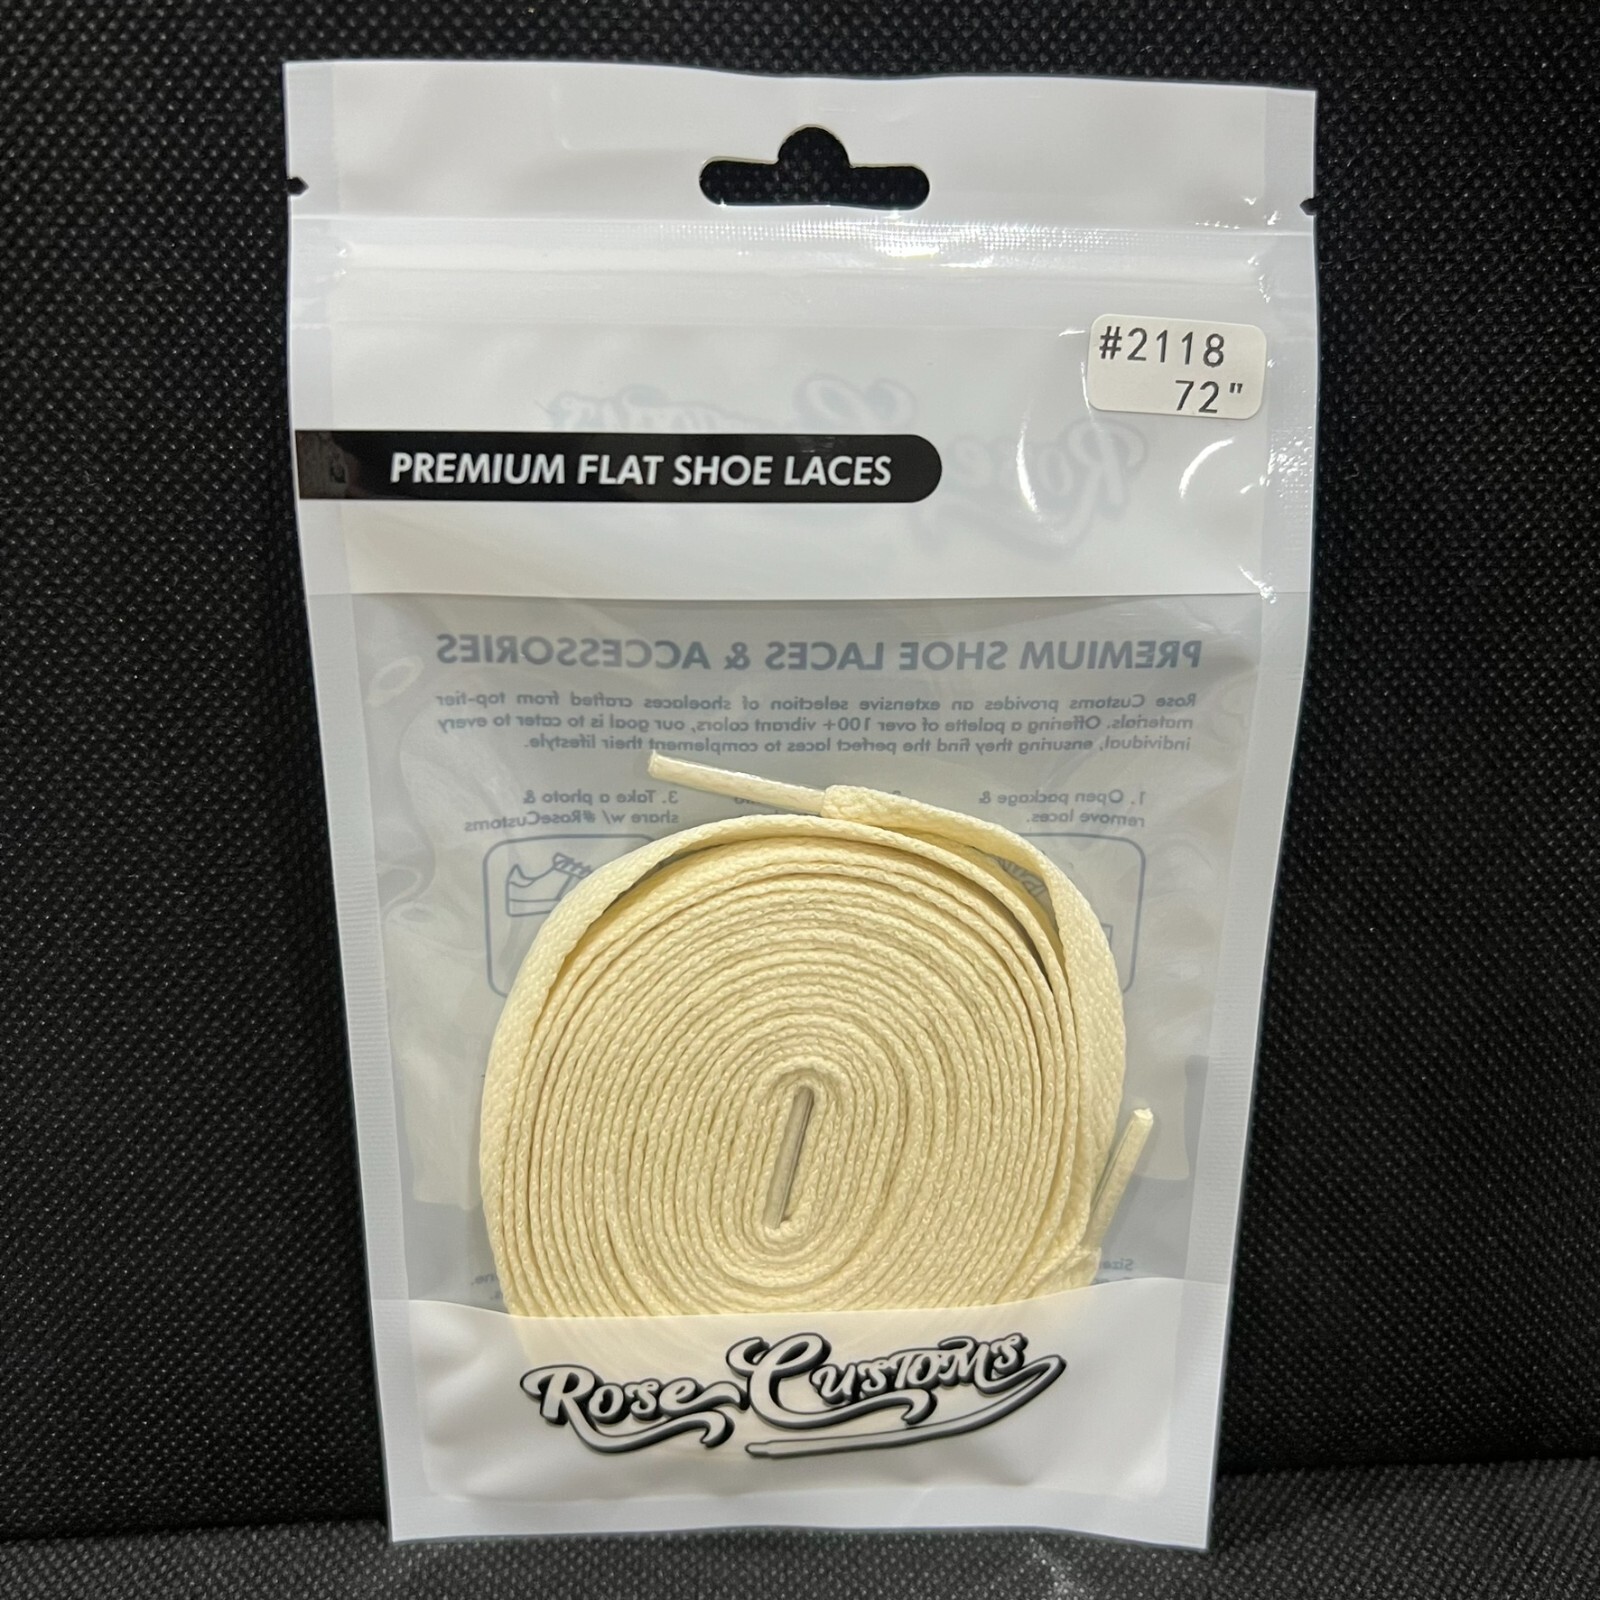 #2118
72"
PREMIUM FLAT SHOE LACES
PREMIUM SHOE LACES & ACCESSORIES
Rose Customs provides an extensive selection of shoelaces crafted from top-tier
materials. Offering a palette of over 100+ vibrant colors, our goal is to cater to every
individual, ensuring they find the perfect laces to complement their lifestyle.
1. Open package &
remove laces.
3. Take a photo &
share w/ #RoseCustoms
Rose Customs